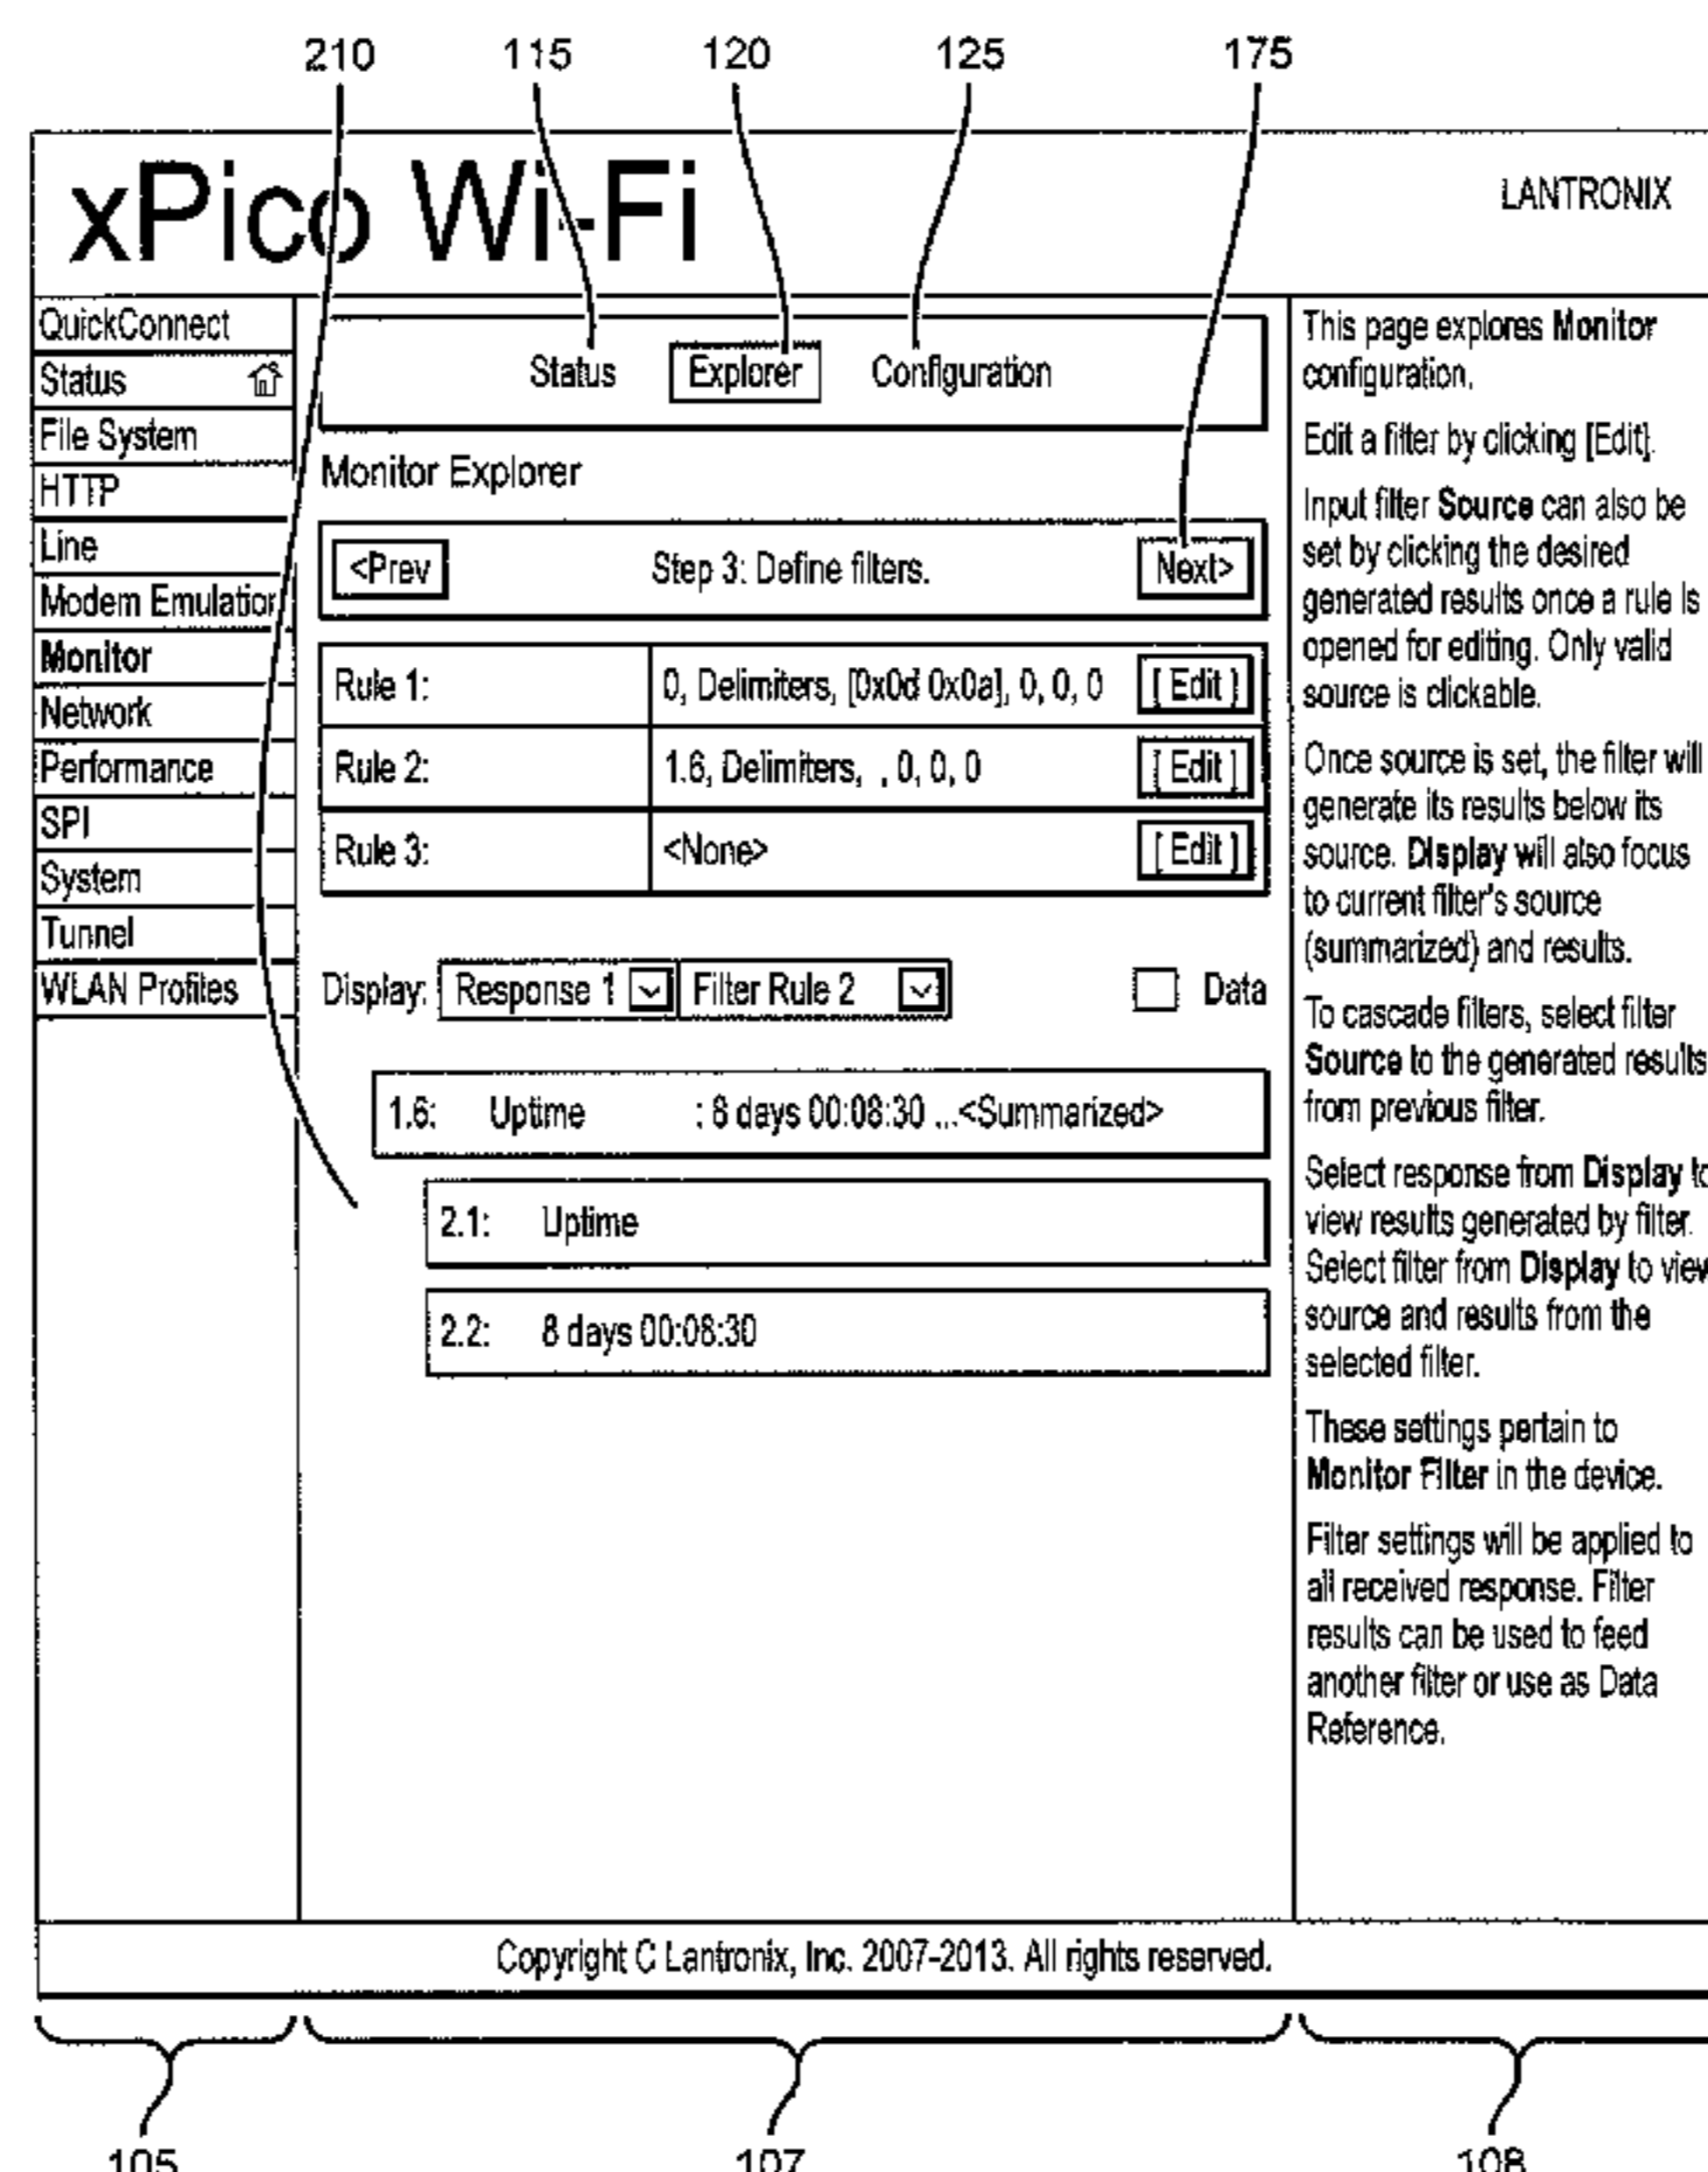 210 115 120 125 175
xPico Wi-Fi
LANTRONIX
QuickConnect
Status
File System
HTTP
Line
Modem Emulation
Monitor
Network
Performance
SPI
System
Tunnel
WLAN Profiles
Status Explorer Configuration
Monitor Explorer
<Prev Step 3: Define filters. Next>
Rule 1: 0, Delimiters, [0x0d 0x0a], 0, 0, 0 [ Edit ]
Rule 2: 1.6, Delimiters, , 0, 0, 0 [ Edit ]
Rule 3: <None> [ Edit ]
Display: Response 1 Filter Rule 2 Data
1.6: Uptime : 8 days 00:08:30 ...<Summarized>
2.1: Uptime
2.2: 8 days 00:08:30
This page explores Monitor
configuration.
Edit a filter by clicking [Edit].
Input filter Source can also be
set by clicking the desired
generated results once a rule is
opened for editing. Only valid
source is clickable.
Once source is set, the filter will
generate its results below its
source. Display will also focus
to current filter's source
(summarized) and results.
To cascade filters, select filter
Source to the generated results
from previous filter.
Select response from Display to
view results generated by filter.
Select filter from Display to view
source and results from the
selected filter.
These settings pertain to
Monitor Filter in the device.
Filter settings will be applied to
all received response. Filter
results can be used to feed
another filter or use as Data
Reference.
Copyright C Lantronix, Inc. 2007-2013. All rights reserved.
105 107 108